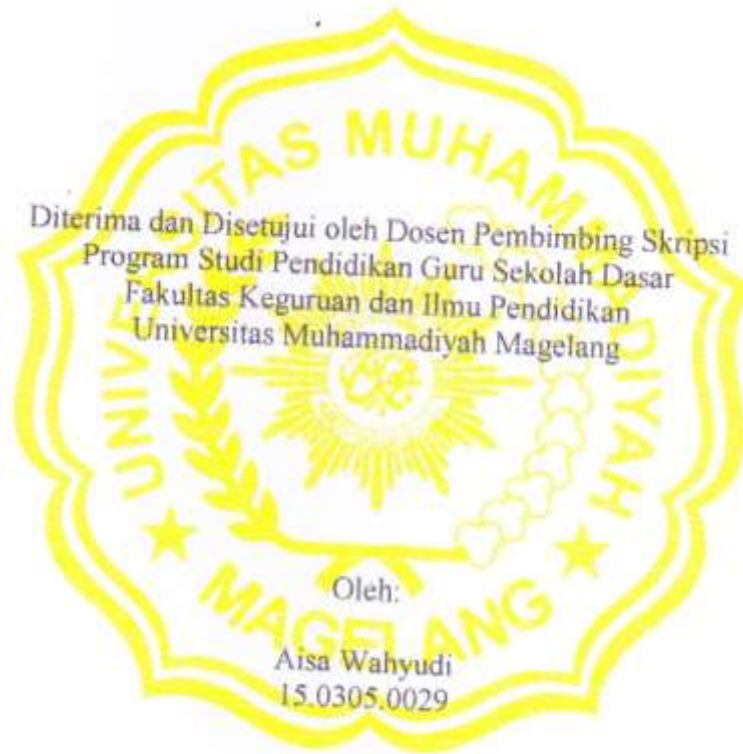 UNIVERSITAS MUHAMMADIYAH
Diterima dan Disetujui oleh Dosen Pembimbing Skripsi
Program Studi Pendidikan Guru Sekolah Dasar
Fakultas Keguruan dan Ilmu Pendidikan
Universitas Muhammadiyah Magelang
Oleh:
MAGELANG
Aisa Wahyudi
15.0305.0029